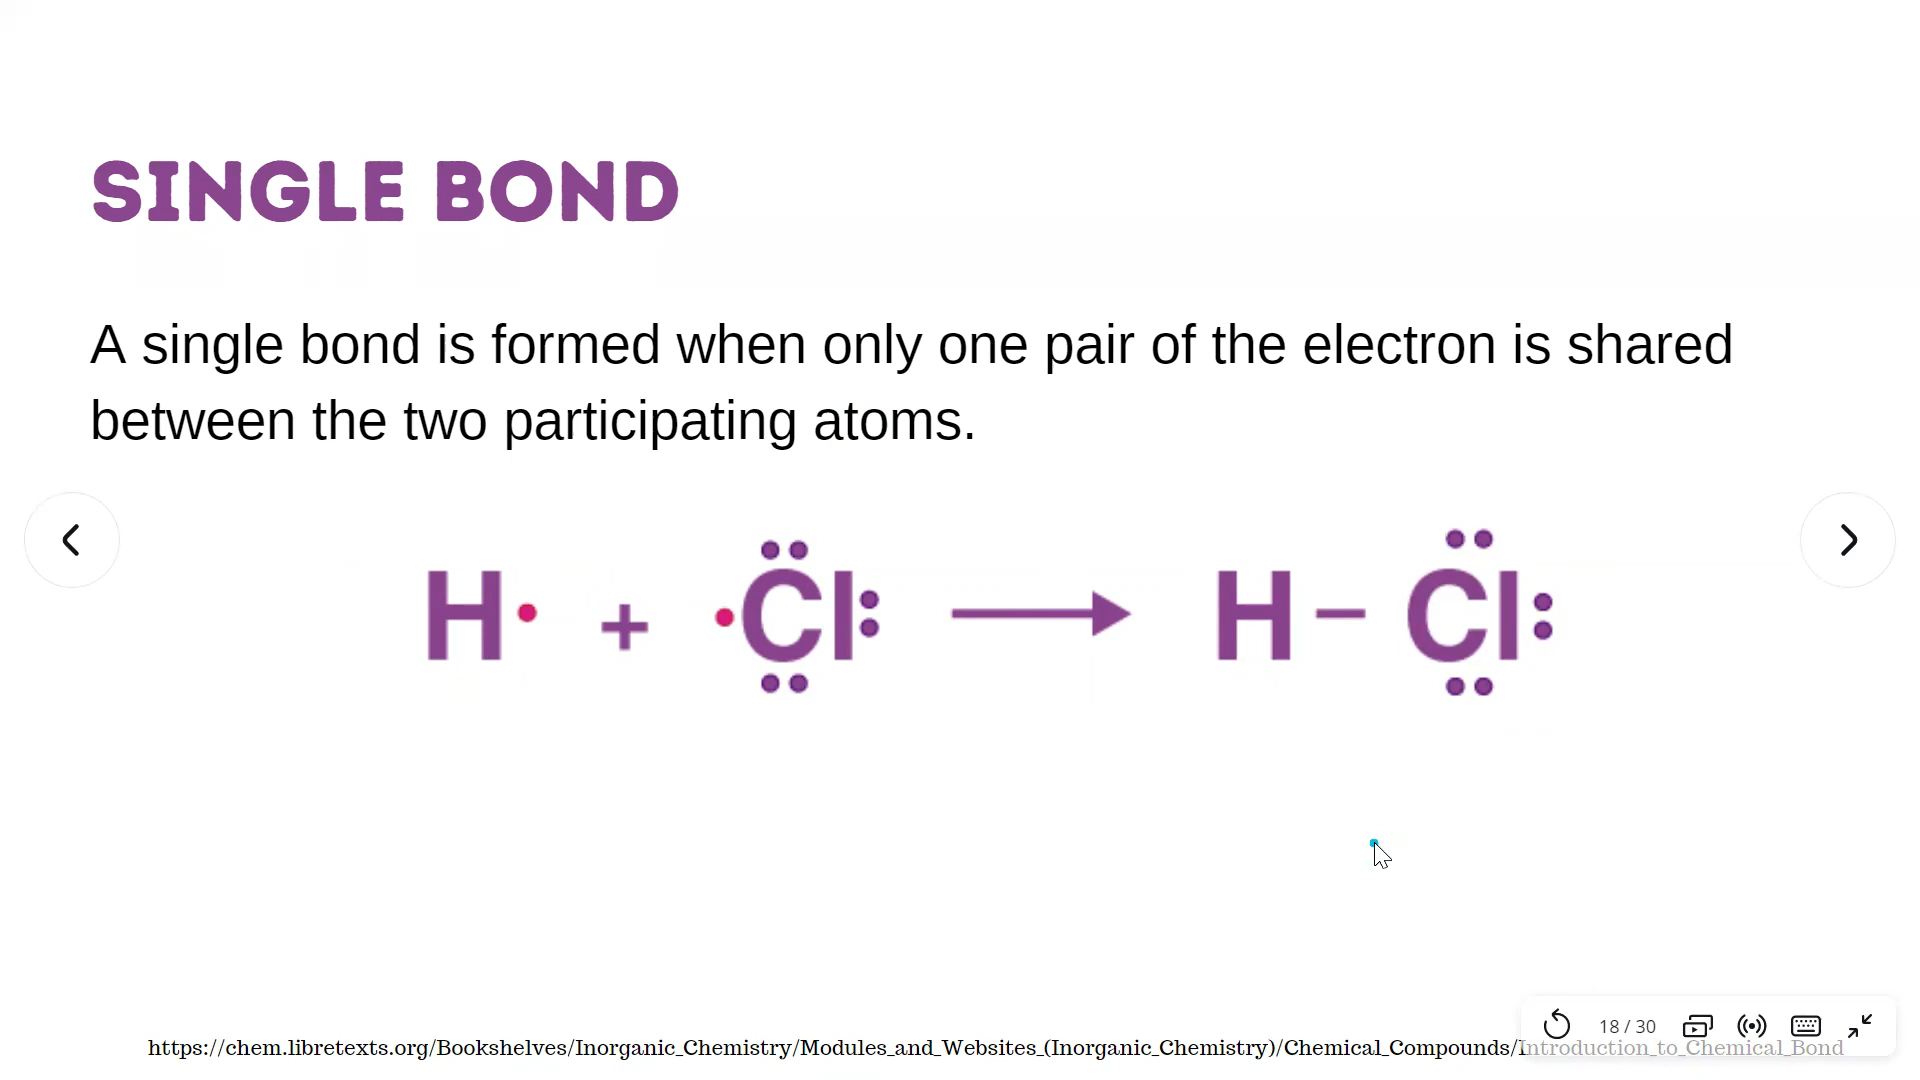 SINGLE BOND
A single bond is formed when only one pair of the electron is shared
between the two participating atoms.
H + Cl H – Cl
18 / 30
https://chem.libretexts.org/Bookshelves/Inorganic_Chemistry/Modules_and_Websites_(Inorganic_Chemistry)/Chemical_Compounds/Introduction_to_Chemical_Bond